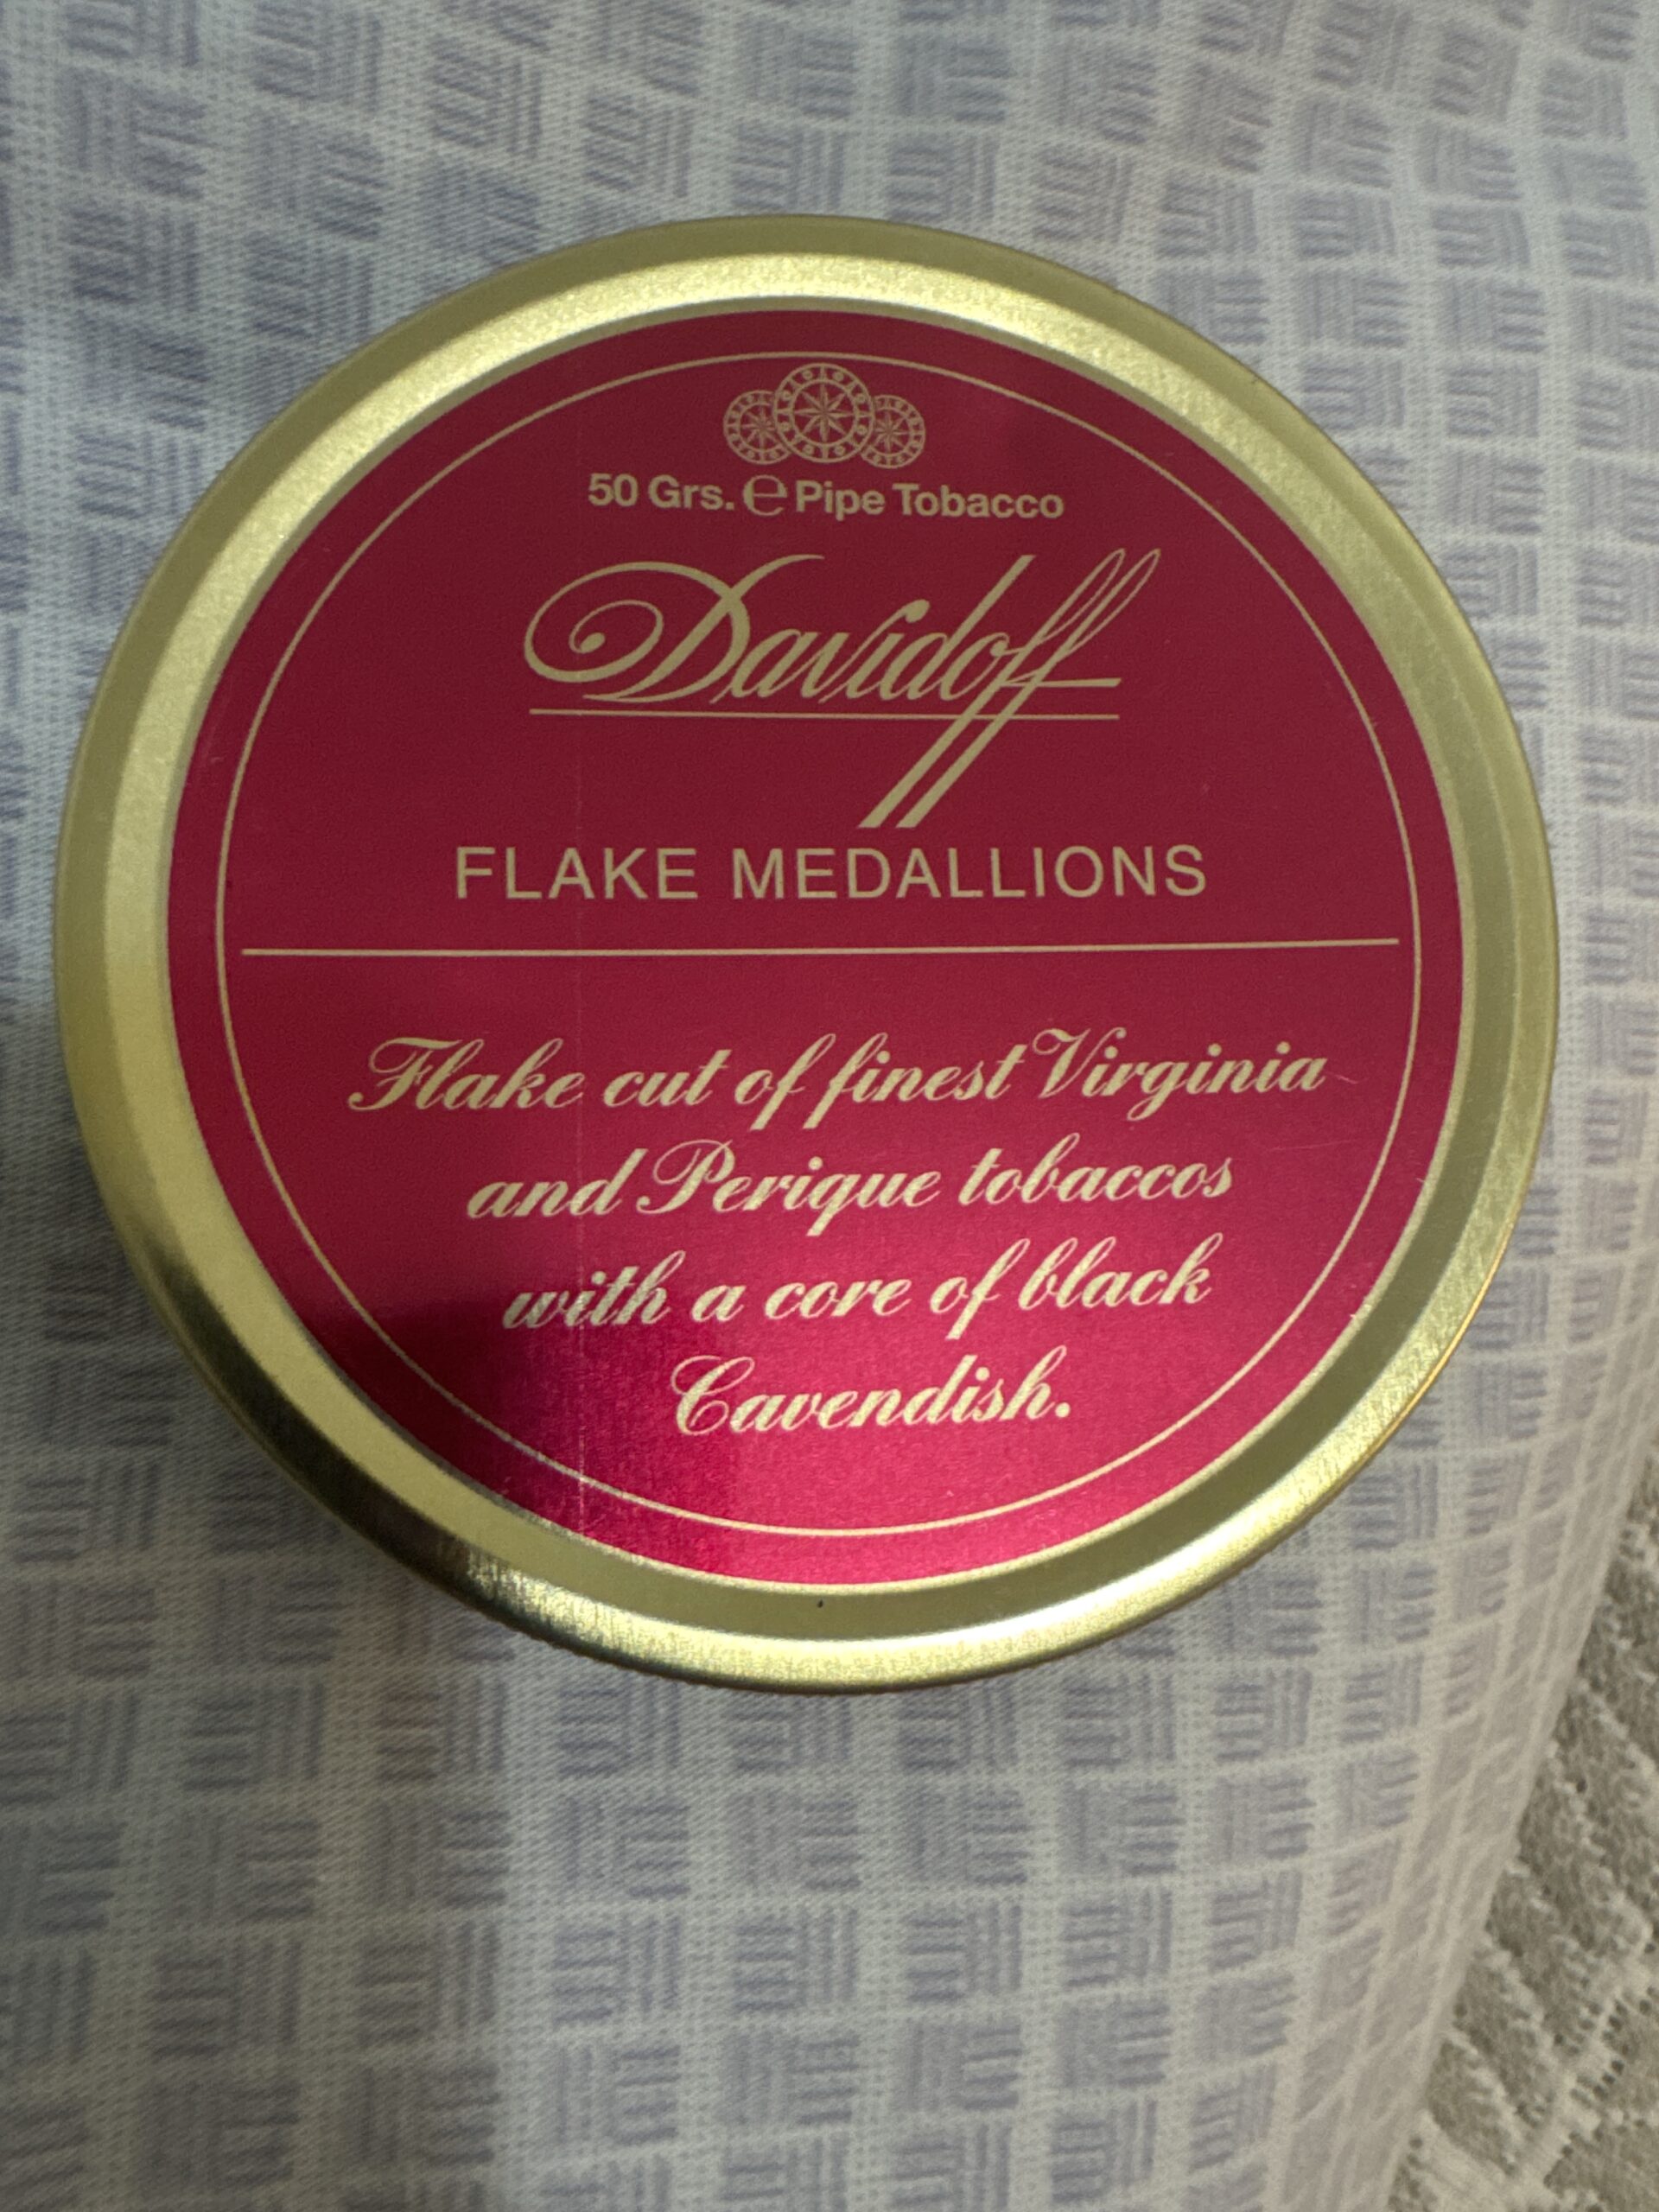 50 Grs. ℮ Pipe Tobacco
Davidoff
FLAKE MEDALLIONS
Flake cut of finest Virginia
and Perique tobaccos
with a core of black
Cavendish.